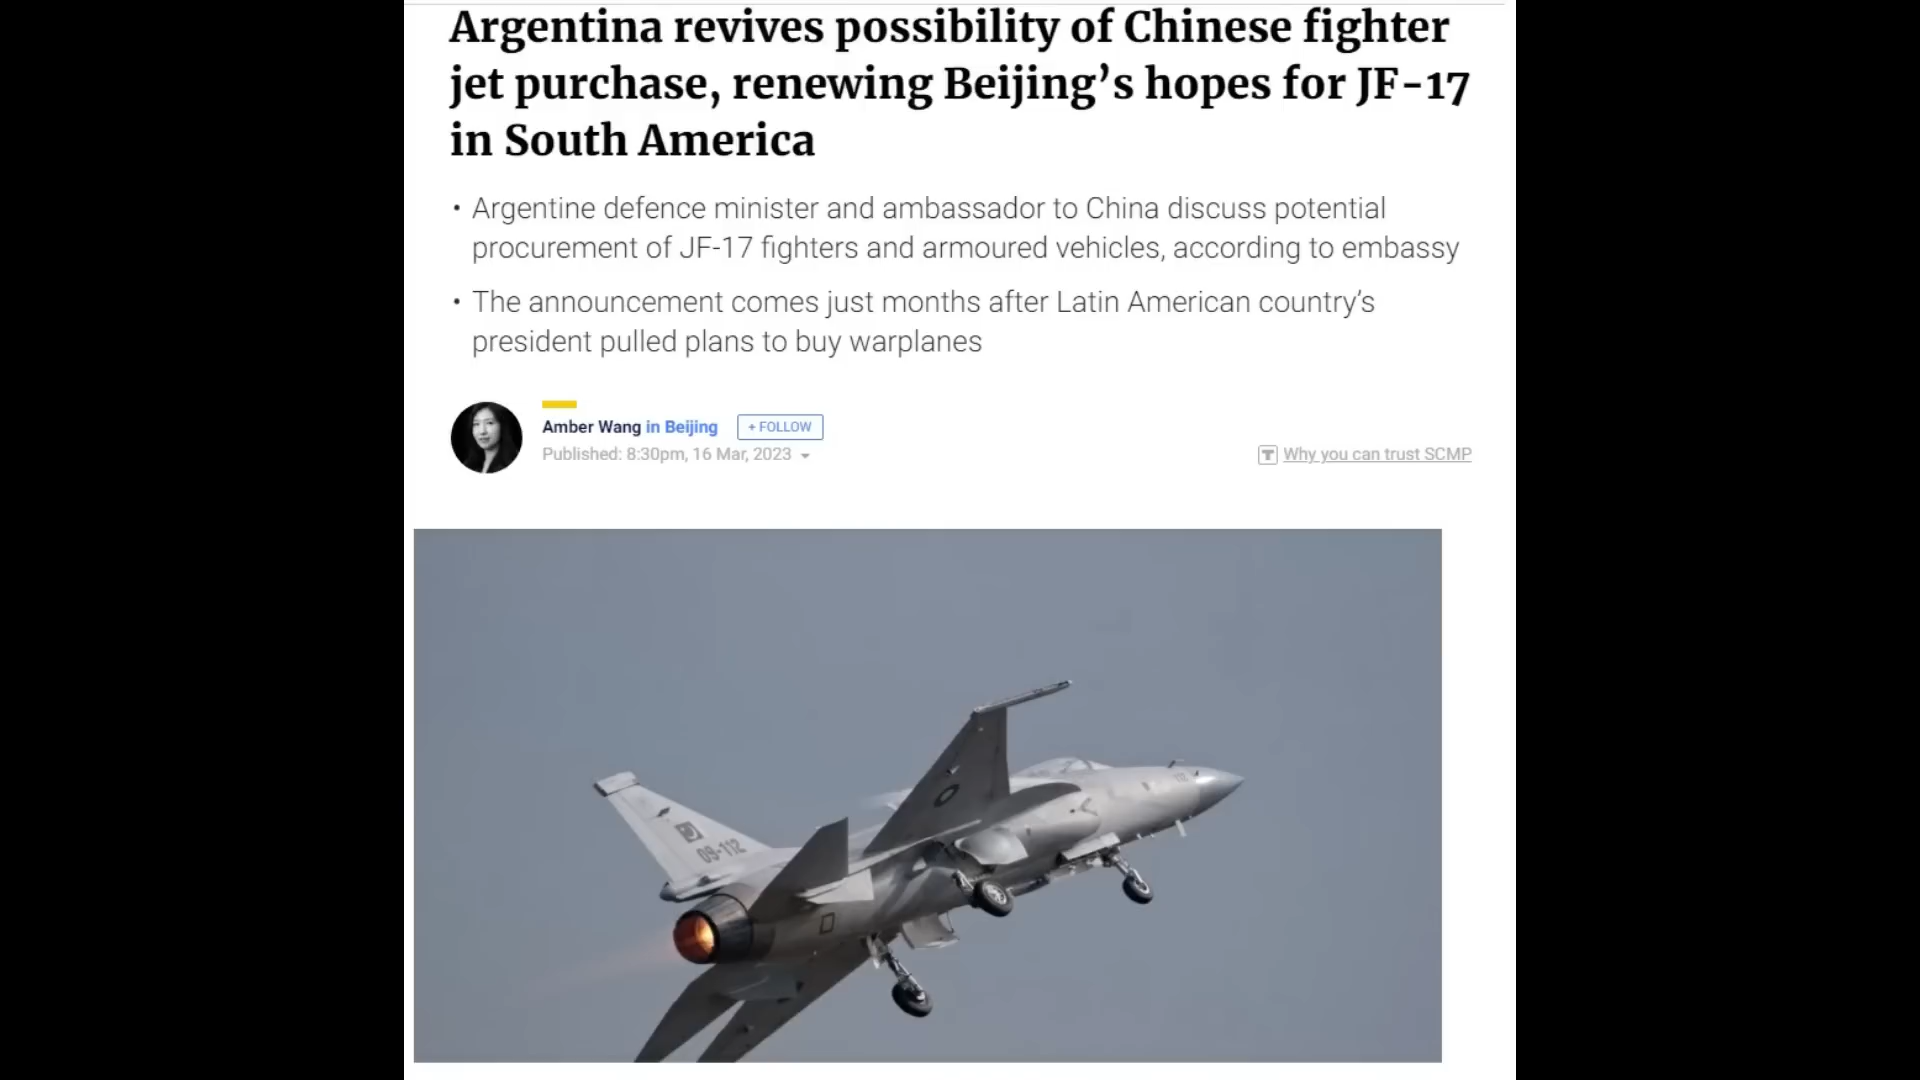 Argentina revives possibility of Chinese fighter
jet purchase, renewing Beijing’s hopes for JF-17
in South America
• Argentine defence minister and ambassador to China discuss potential
procurement of JF-17 fighters and armoured vehicles, according to embassy
• The announcement comes just months after Latin American country’s
president pulled plans to buy warplanes
Amber Wang in Beijing
+ FOLLOW
Published: 8:30pm, 16 Mar, 2023
Why you can trust SCMP
09-112
112